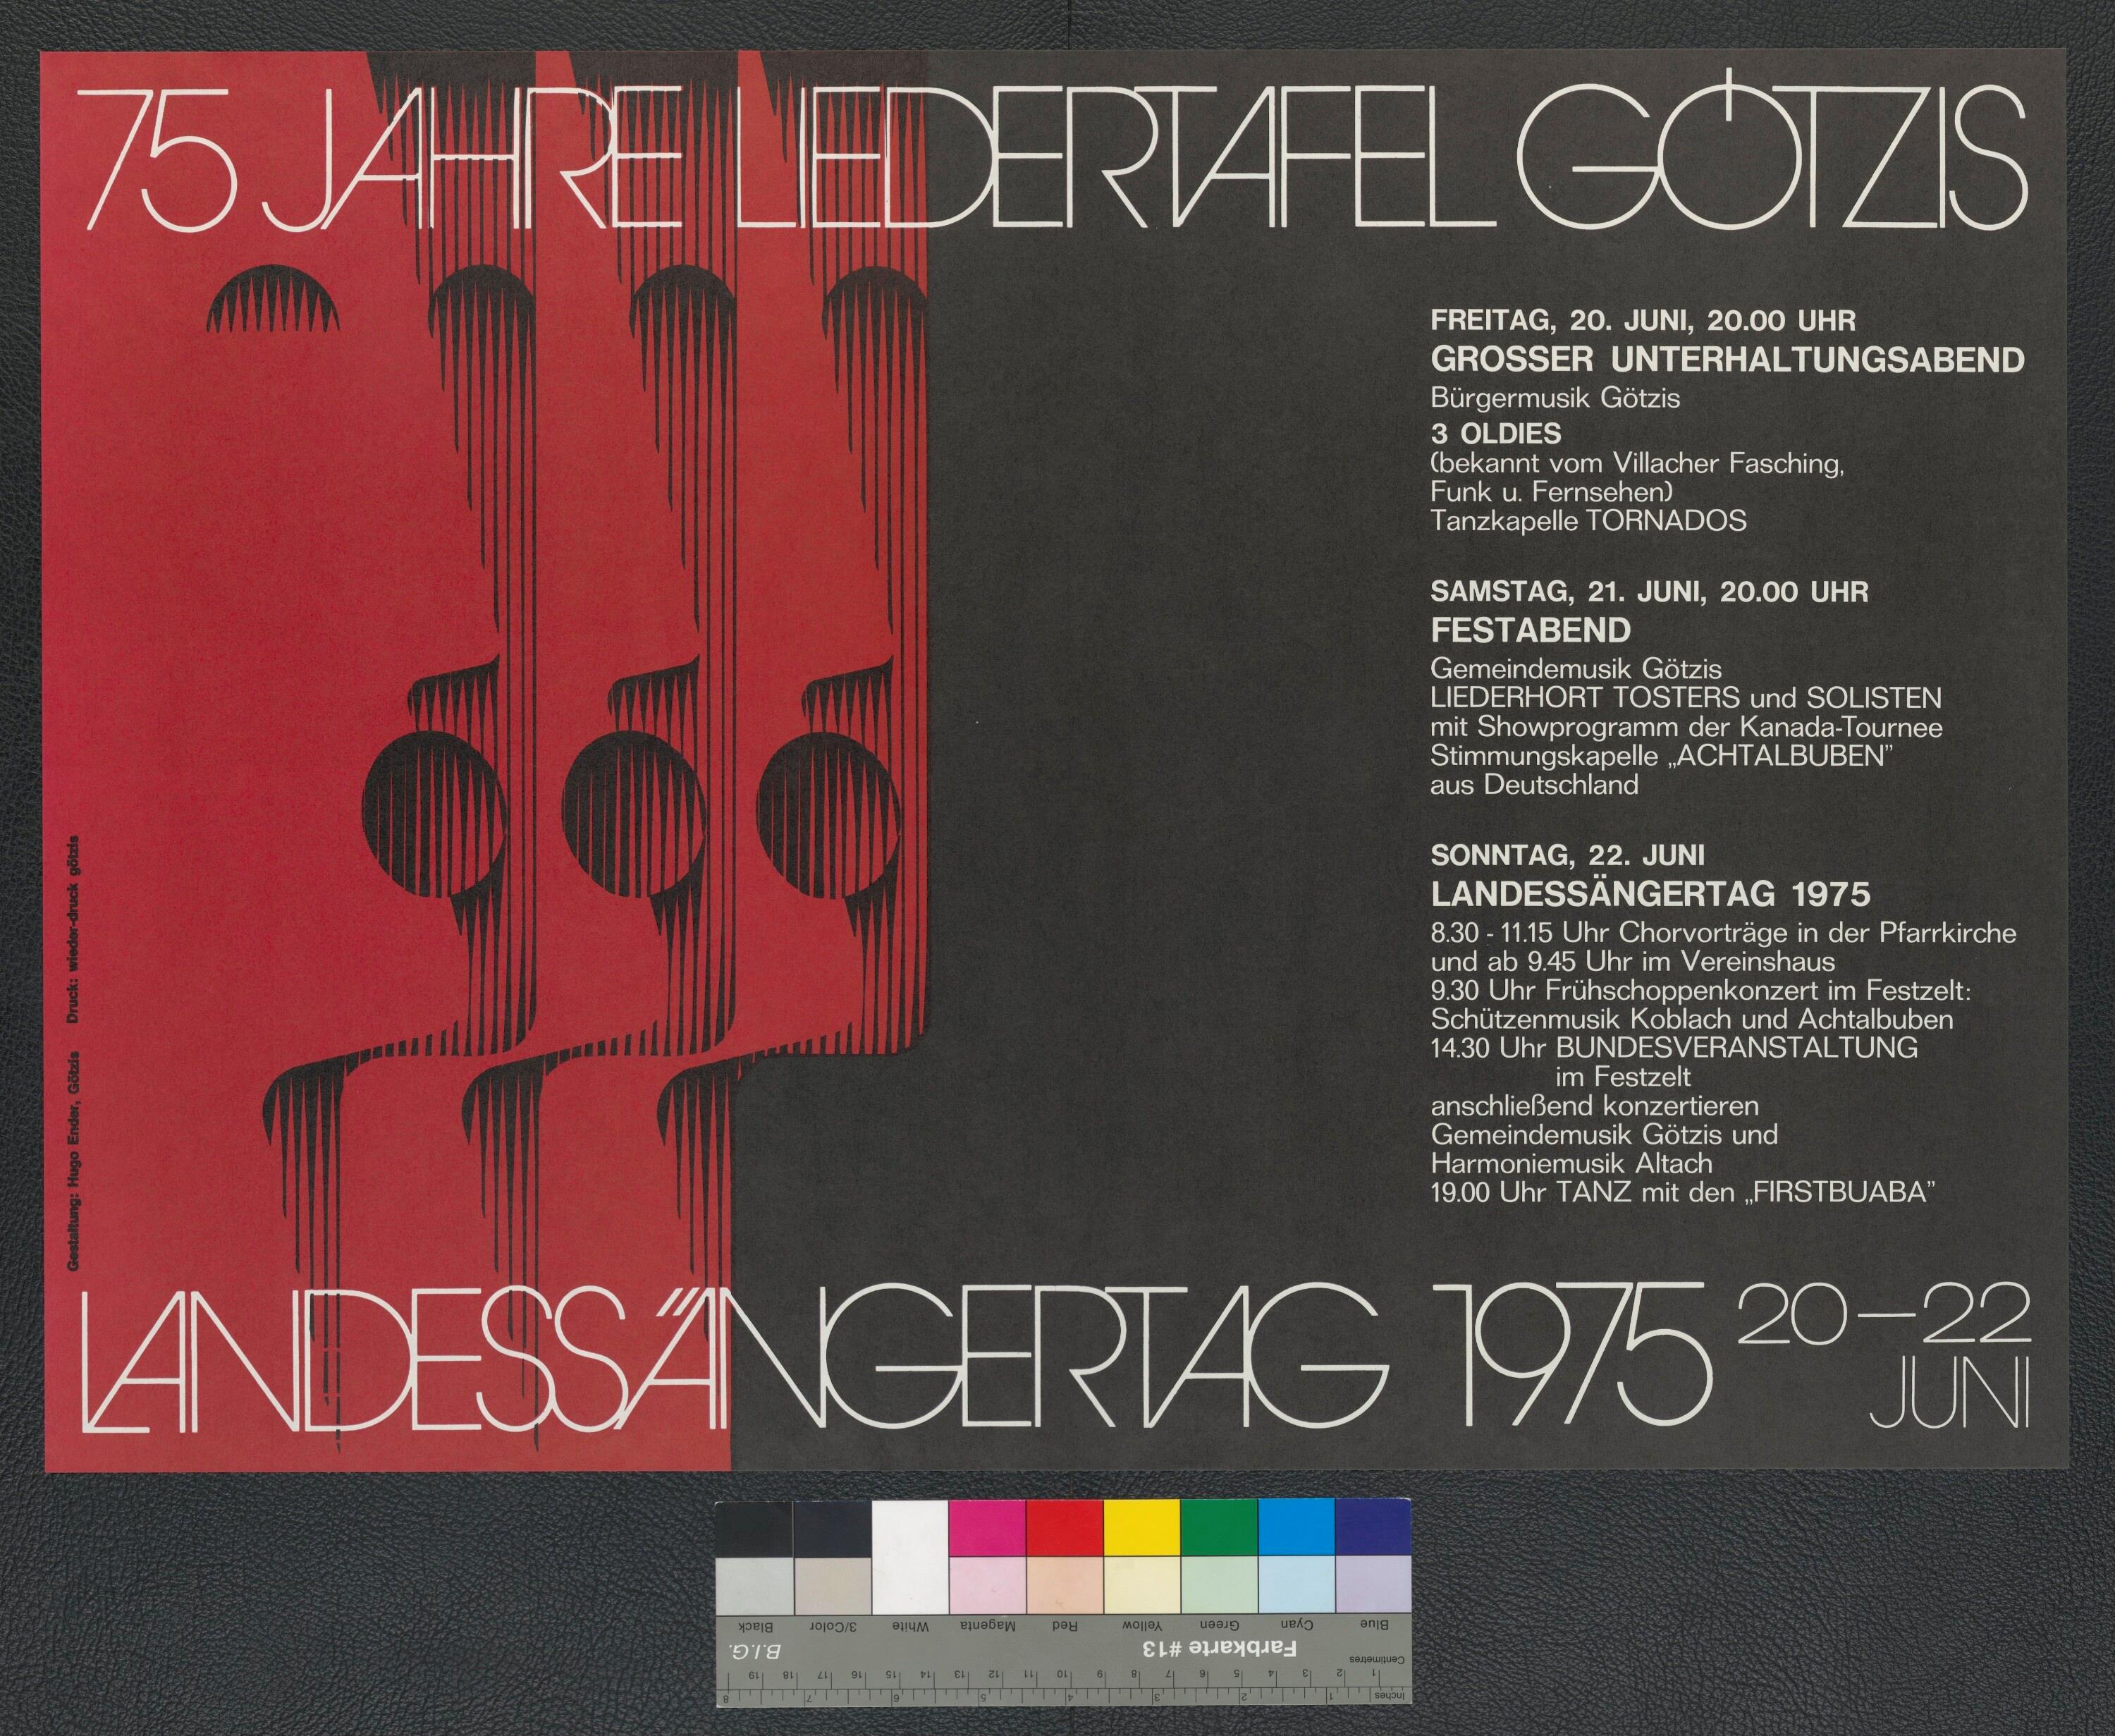 75 JAHRE LIEDERTAFEL GÖTZIS
FREITAG, 20. JUNI, 20.00 UHR
GROSSER UNTERHALTUNGSABEND
Bürgermusik Götzis
3 OLDIES
(bekannt vom Villacher Fasching,
Funk u. Fernsehen)
Tanzkapelle TORNADOS
SAMSTAG, 21. JUNI, 20.00 UHR
FESTABEND
Gemeindemusik Götzis
LIEDERHORT TOSTERS und SOLISTEN
mit Showprogramm der Kanada-Tournee
Stimmungskapelle „ACHTALBUBEN”
aus Deutschland
SONNTAG, 22. JUNI
LANDESSÄNGERTAG 1975
8.30 - 11.15 Uhr Chorvorträge in der Pfarrkirche
und ab 9.45 Uhr im Vereinshaus
9.30 Uhr Frühschoppenkonzert im Festzelt:
Schützenmusik Koblach und Achtalbuben
14.30 Uhr BUNDESVERANSTALTUNG
im Festzelt
anschließend konzertieren
Gemeindemusik Götzis und
Harmoniemusik Altach
19.00 Uhr TANZ mit den „FIRSTBUABA”
Gestaltung: Hugo Ender, Götzis Druck: wieder-druck götzis
LANDESSÄNGERTAG 1975 20–22
JUNI
Black 3/Color White Magenta Red Yellow Green Cyan Blue
B.I.G. Farbkarte #13
Centimetres
19 18 17 16 15 14 13 12 11 10 9 8 7 6 5 4 3 2 1
8 7 6 5 4 3 2 1 Inches